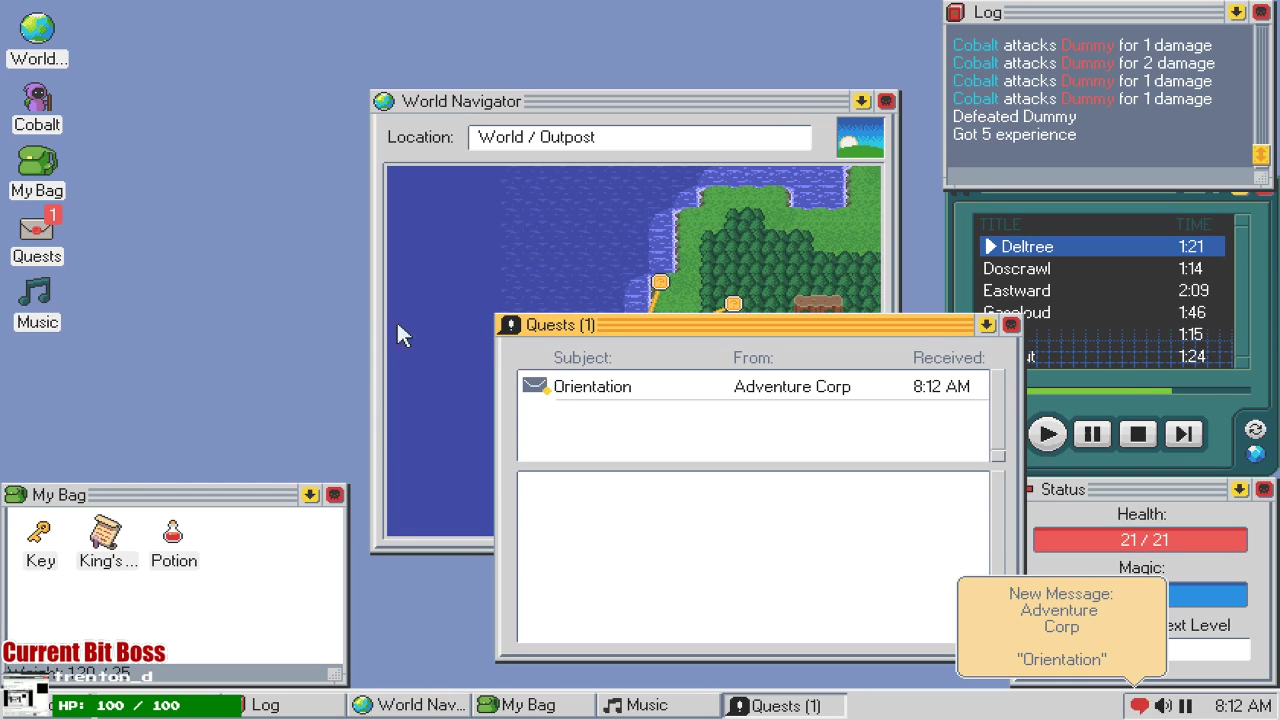 World...
Cobalt
My Bag
1
Quests
Music
Log
Cobalt attacks Dummy for 1 damage
Cobalt attacks Dummy for 2 damage
Cobalt attacks Dummy for 1 damage
Cobalt attacks Dummy for 1 damage
Defeated Dummy
Got 5 experience
World Navigator
Location: World / Outpost
TITLE TIME
Deltree 1:21
Doscrawl 1:14
Eastward 2:09
1:46
1:15
1:24
Quests (1)
Subject: From: Received:
Orientation Adventure Corp 8:12 AM
My Bag
Key King's... Potion
Status
Health:
21 / 21
Magic:
ext Level
New Message:
Adventure
Corp
"Orientation"
Current Bit Boss
trenton_d
HP: 100 / 100
Log World Nav... My Bag Music Quests (1) 8:12 AM